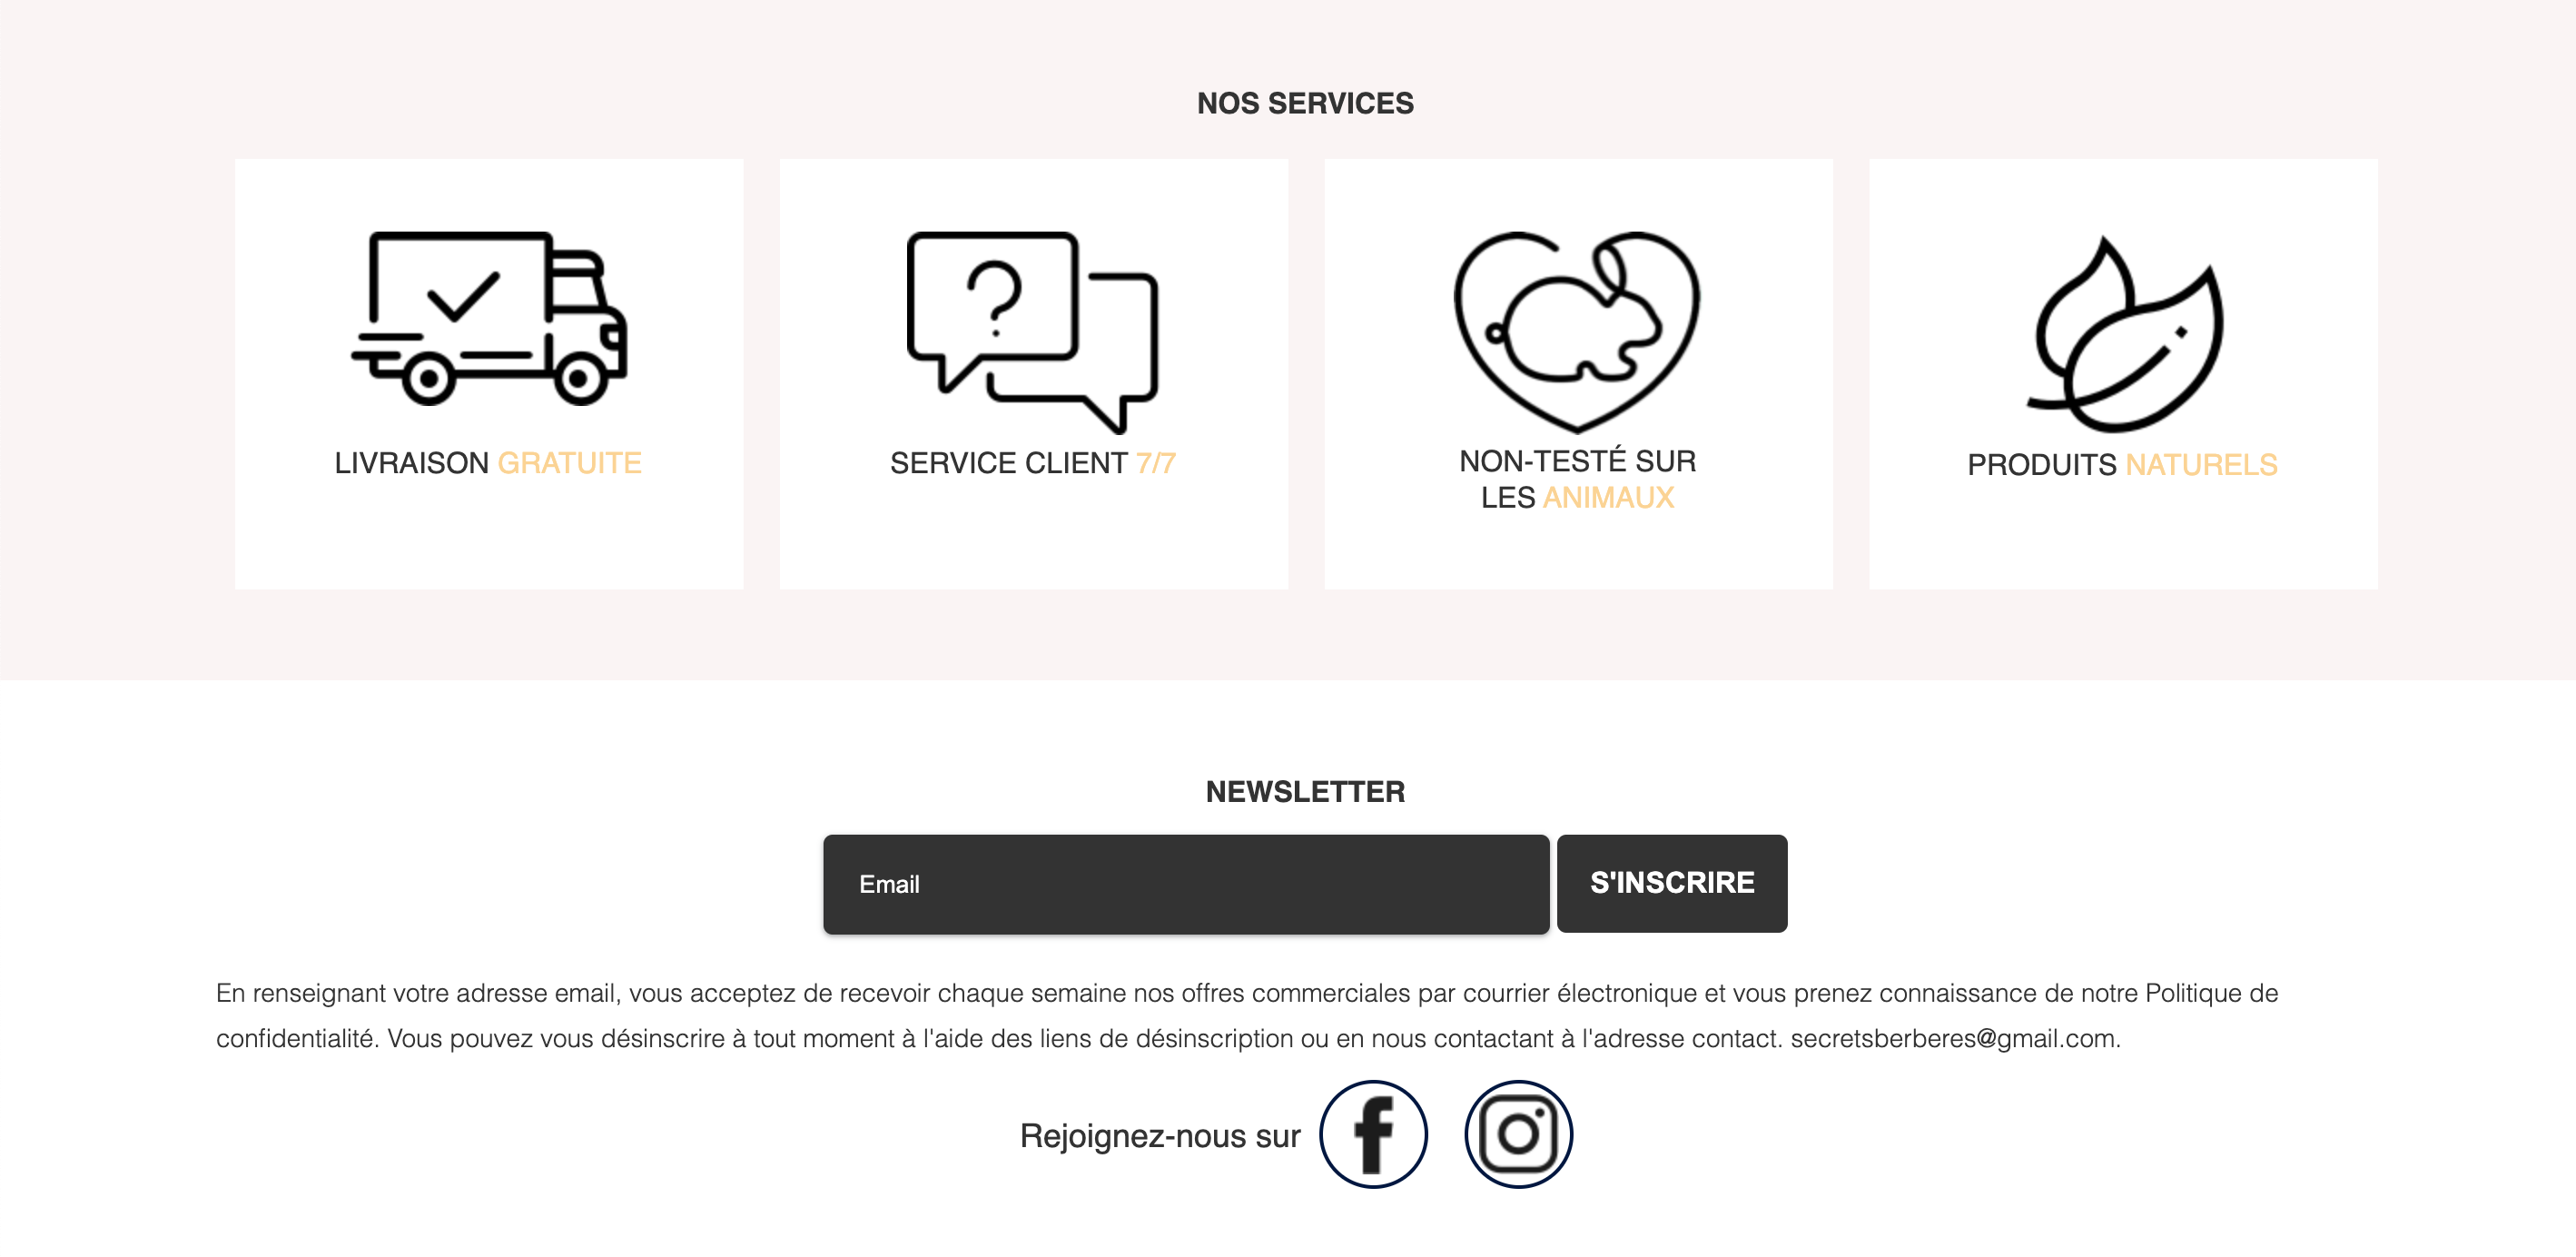 NOS SERVICES
LIVRAISON GRATUITE
SERVICE CLIENT 7/7
NON-TESTÉ SUR
LES ANIMAUX
PRODUITS NATURELS
NEWSLETTER
Email
S'INSCRIRE
En renseignant votre adresse email, vous acceptez de recevoir chaque semaine nos offres commerciales par courrier électronique et vous prenez connaissance de notre Politique de
confidentialité. Vous pouvez vous désinscrire à tout moment à l'aide des liens de désinscription ou en nous contactant à l'adresse contact. secretsberberes@gmail.com.
Rejoignez-nous sur